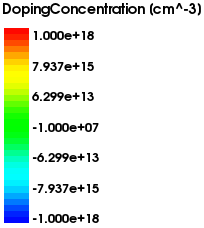 DopingConcentration (cm^-3)
1.000e+18
7.937e+15
6.299e+13
-1.000e+07
-6.299e+13
-7.937e+15
-1.000e+18